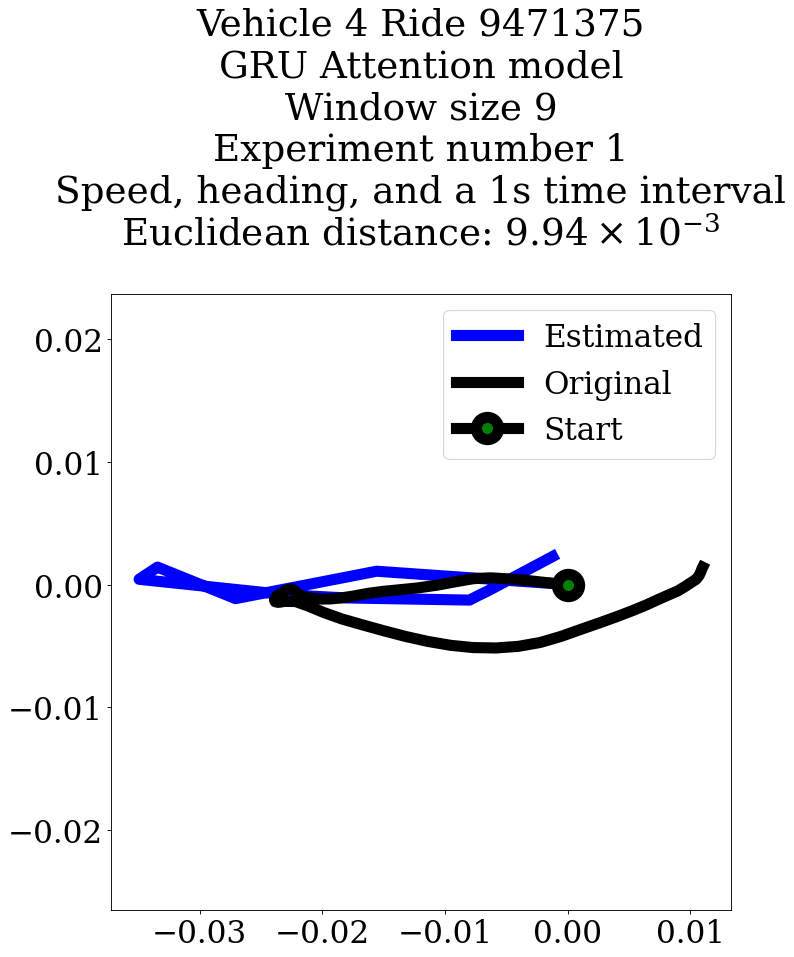 Vehicle 4 Ride 9471375
GRU Attention model
Window size 9
Experiment number 1
Speed, heading, and a 1s time interval
Euclidean distance: 9.94 × 10⁻³
Estimated
Original
Start
0.02
0.01
0.00
−0.01
−0.02
−0.03 −0.02 −0.01 0.00 0.01